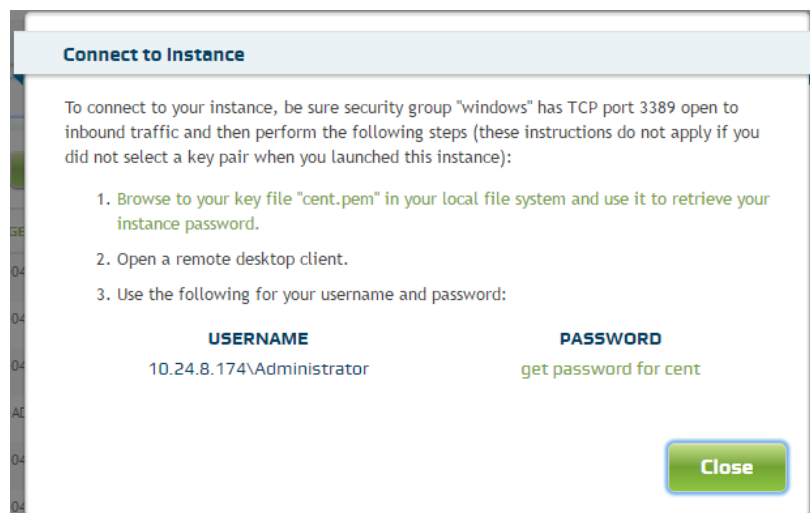 Connect to Instance
To connect to your instance, be sure security group "windows" has TCP port 3389 open to
inbound traffic and then perform the following steps (these instructions do not apply if you
did not select a key pair when you launched this instance):
1. Browse to your key file "cent.pem" in your local file system and use it to retrieve your
instance password.
2. Open a remote desktop client.
3. Use the following for your username and password:
USERNAME PASSWORD
10.24.8.174\Administrator get password for cent
Close